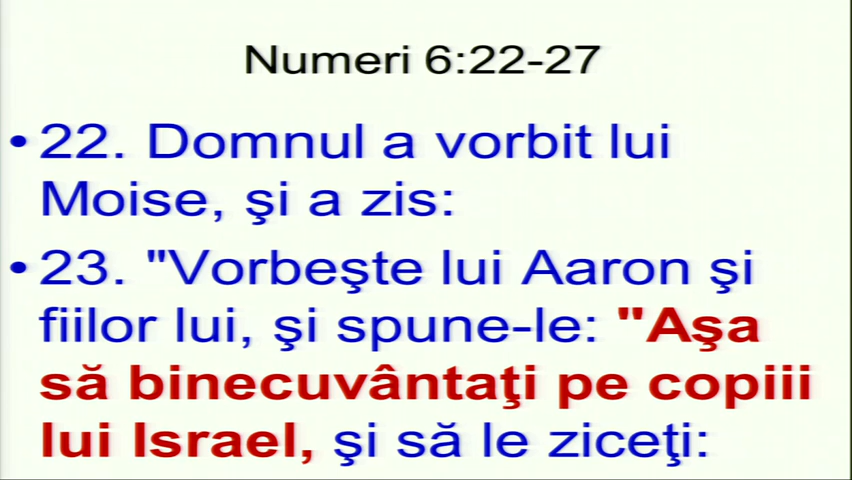 Numeri 6:22-27
• 22. Domnul a vorbit lui
Moise, şi a zis:
• 23. "Vorbeşte lui Aaron şi
fiilor lui, şi spune-le: "Aşa
să binecuvântaţi pe copiii
lui Israel, şi să le ziceţi: